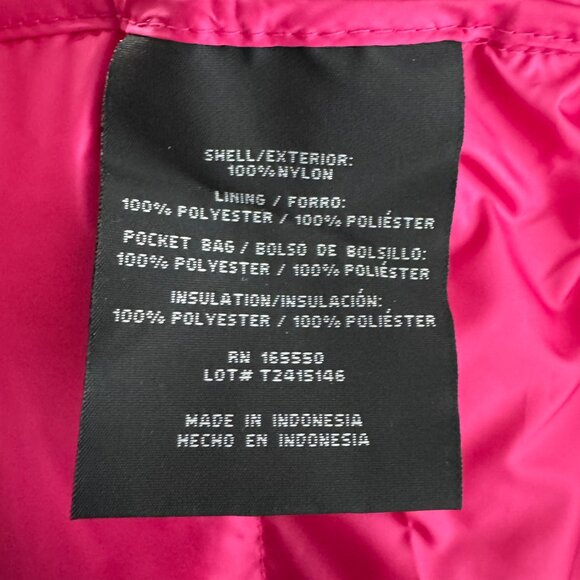 SHELL/EXTERIOR:
100%NYLON
LINING / FORRO:
100% POLYESTER / 100% POLIÉSTER
POCKET BAG / BOLSO DE BOLSILLO:
100% POLYESTER / 100% POLIÉSTER
INSULATION/INSULACIÓN:
100% POLYESTER / 100% POLIÉSTER
RN 165550
LOT# T2415146
MADE IN INDONESIA
HECHO EN INDONESIA